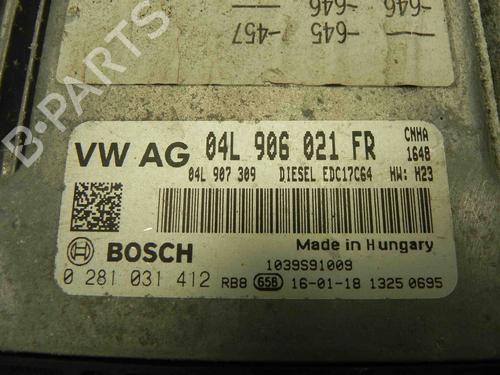 -646
-646
-645
-457
VW AG 04L 906 021 FR CNHA
1648
04L 907 309 DIESEL EDC17C64 HW: H23
BOSCH Made in Hungary
1039S91009
0 281 031 412 RB8 656 16-01-18 1325 0695
B-PARTS